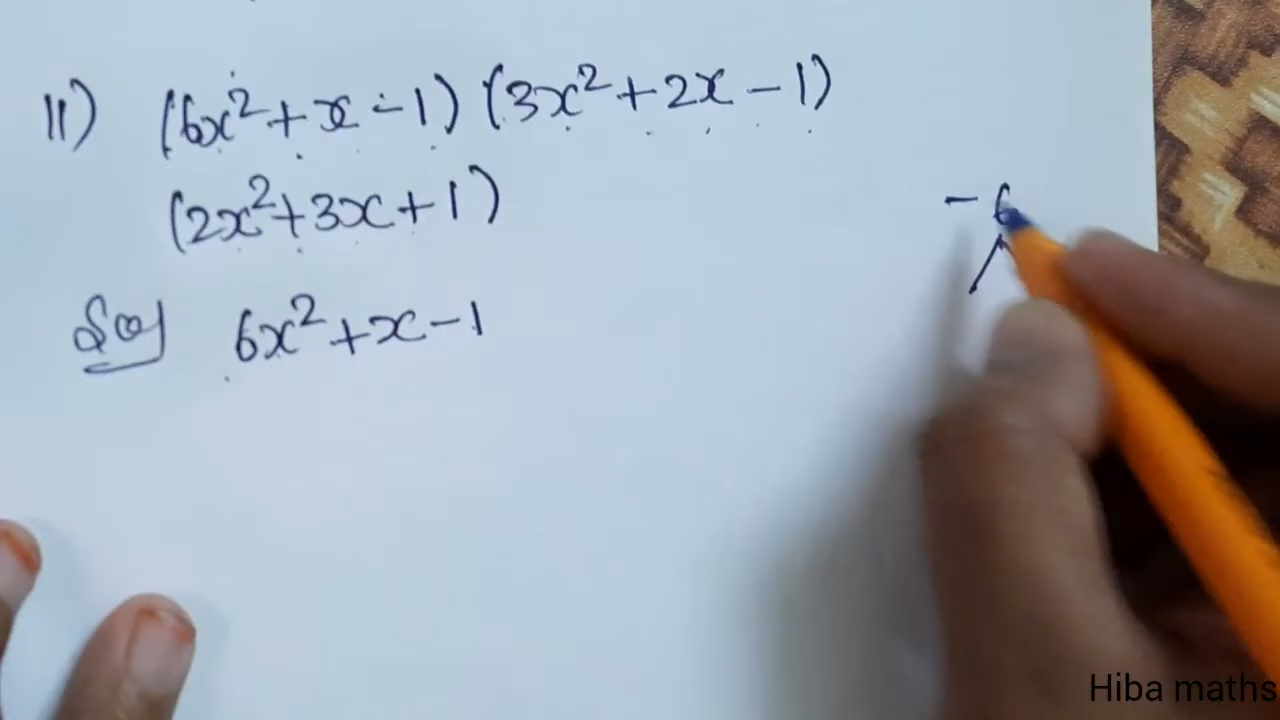 11) (6x² + x - 1) (3x² + 2x - 1)
(2x² + 3x + 1)
Sol 6x² + x - 1
- 6
Hiba maths